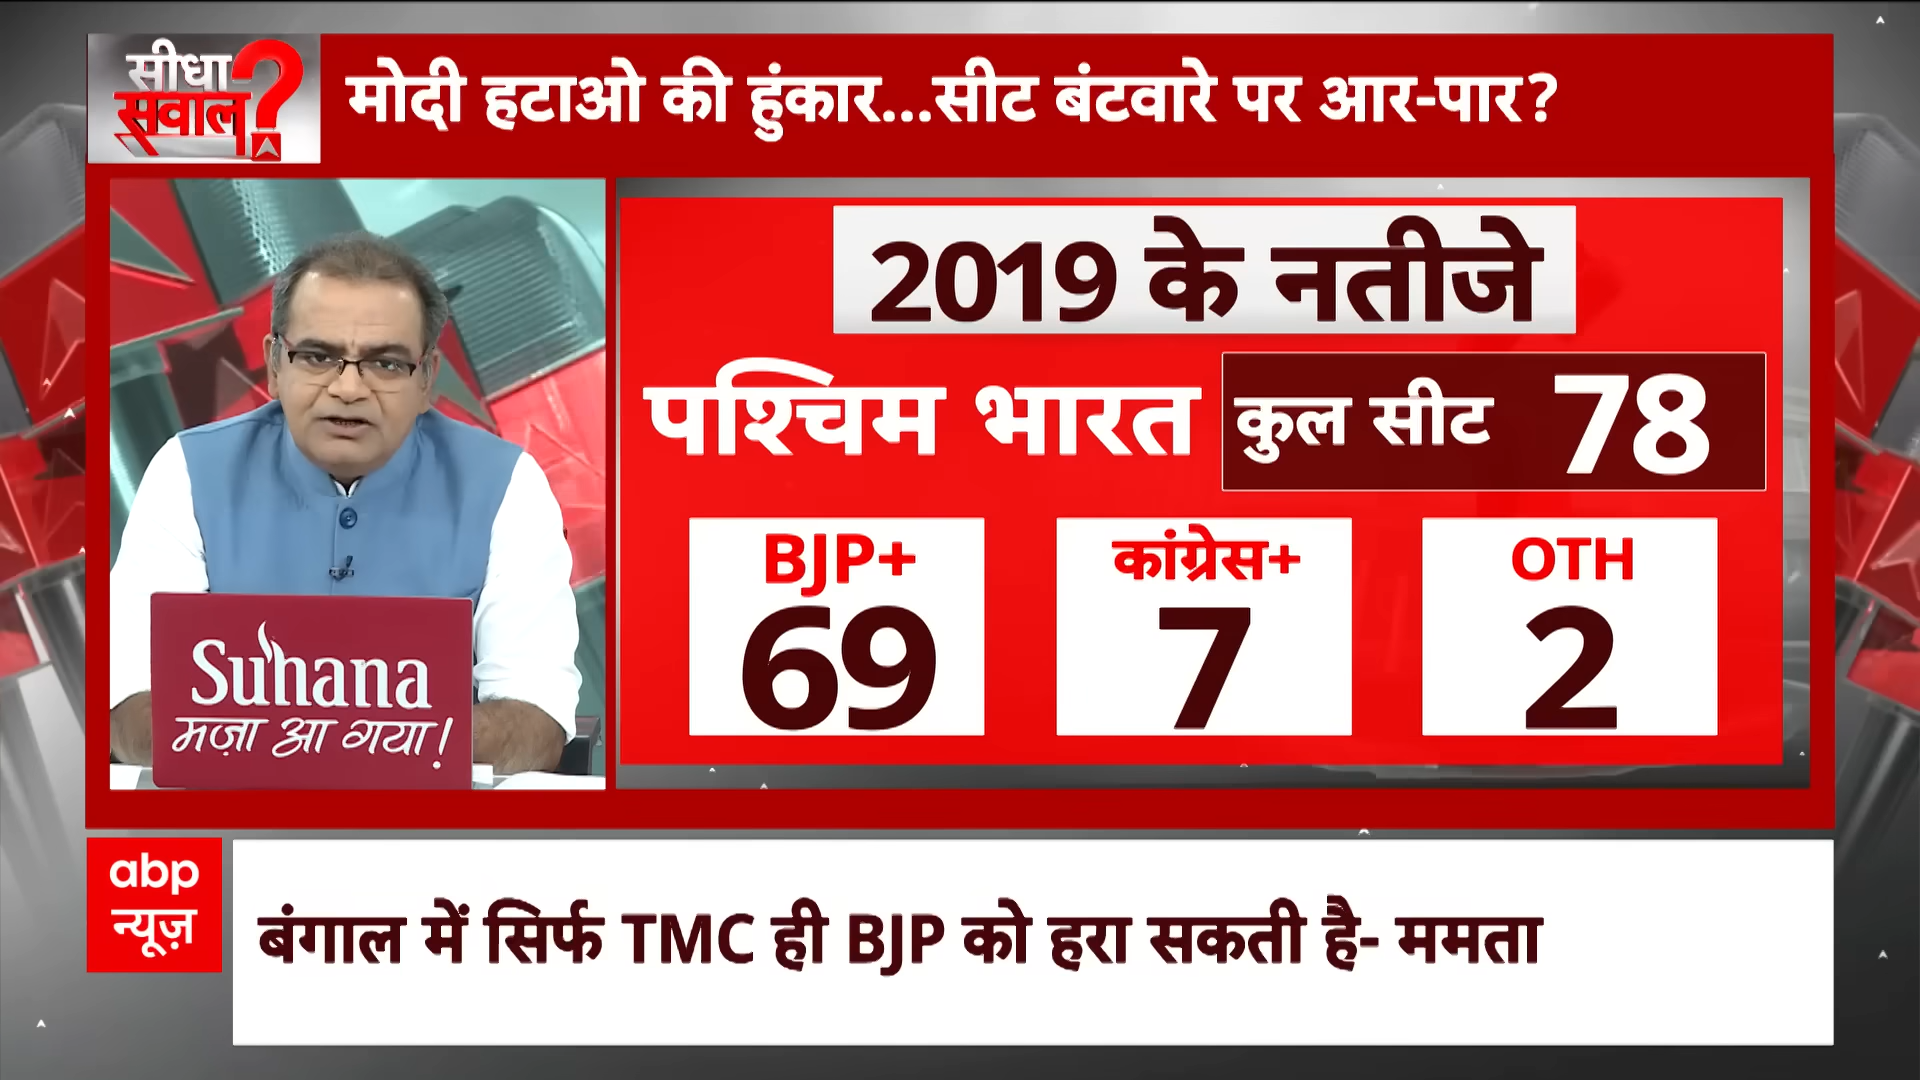 सीधा
सवाल?
मोदी हटाओ की हुंकार...सीट बंटवारे पर आर-पार?
2019 के नतीजे
पश्चिम भारत
कुल सीट 78
BJP+
69
कांग्रेस+
7
OTH
2
Suhana
मज़ा आ गया!
abp
न्यूज़
बंगाल में सिर्फ TMC ही BJP को हरा सकती है- ममता